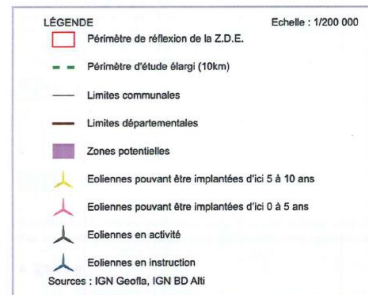 LÉGENDE
Echelle : 1/200 000
Périmètre de réflexion de la Z.D.E.
Périmètre d'étude élargi (10km)
Limites communales
Limites départementales
Zones potentielles
Eoliennes pouvant être implantées d'ici 5 à 10 ans
Eoliennes pouvant être implantées d'ici 0 à 5 ans
Eoliennes en activité
Eoliennes en instruction
Sources : IGN Geofla, IGN BD Alti